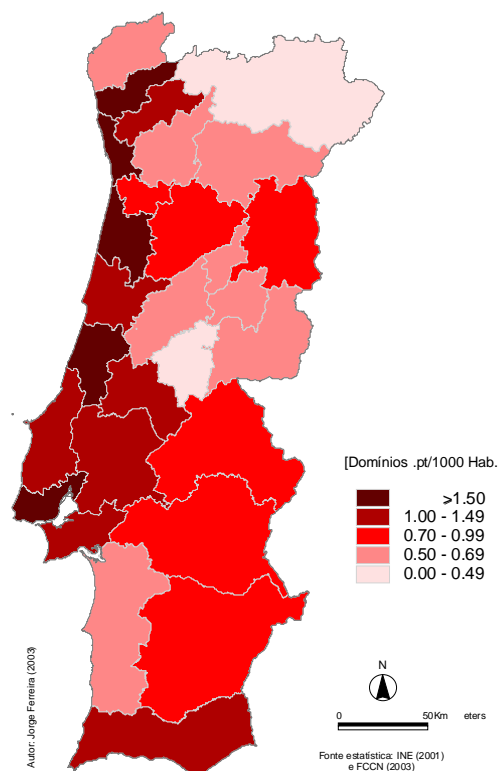 [Domínios .pt/1000 Hab.
>1.50
1.00 - 1.49
0.70 - 0.99
0.50 - 0.69
0.00 - 0.49
N
0 50Km eters
Fonte estatística: INE (2001)
e FCCN (2003)
Autor: Jorge Ferreira (2003)